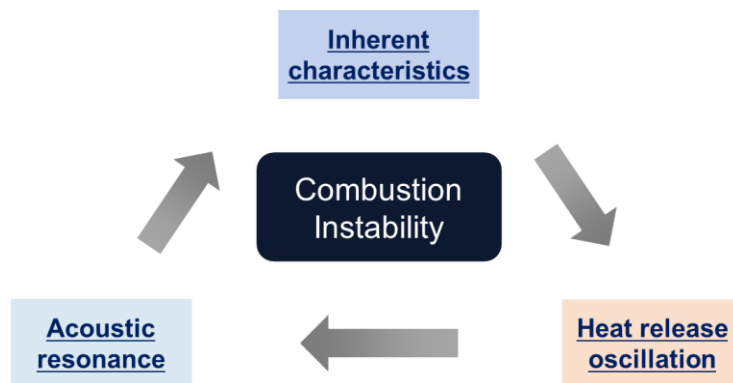 Inherent
characteristics
Combustion
Instability
Acoustic
resonance
Heat release
oscillation